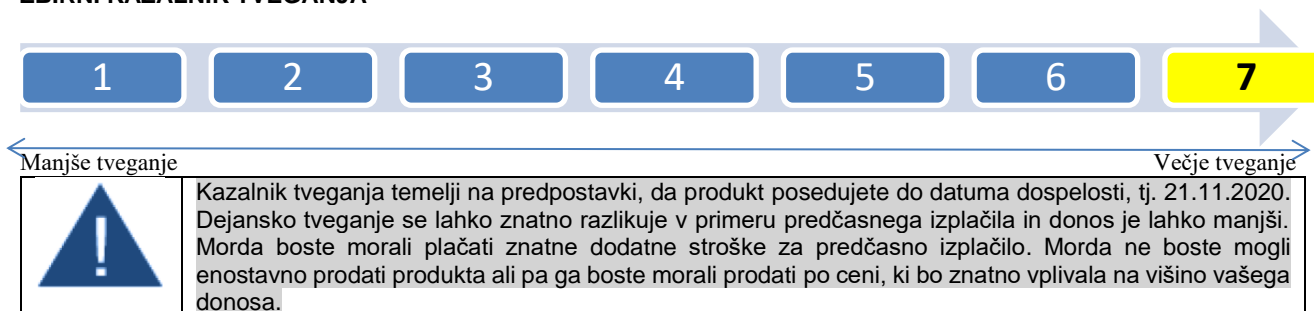 ZBIRNI KAZALNIK TVEGANJA
1 2 3 4 5 6 7
Manjše tveganje Večje tveganje
Kazalnik tveganja temelji na predpostavki, da produkt posedujete do datuma dospelosti, tj. 21.11.2020.
Dejansko tveganje se lahko znatno razlikuje v primeru predčasnega izplačila in donos je lahko manjši.
Morda boste morali plačati znatne dodatne stroške za predčasno izplačilo. Morda ne boste mogli
enostavno prodati produkta ali pa ga boste morali prodati po ceni, ki bo znatno vplivala na višino vašega
donosa.